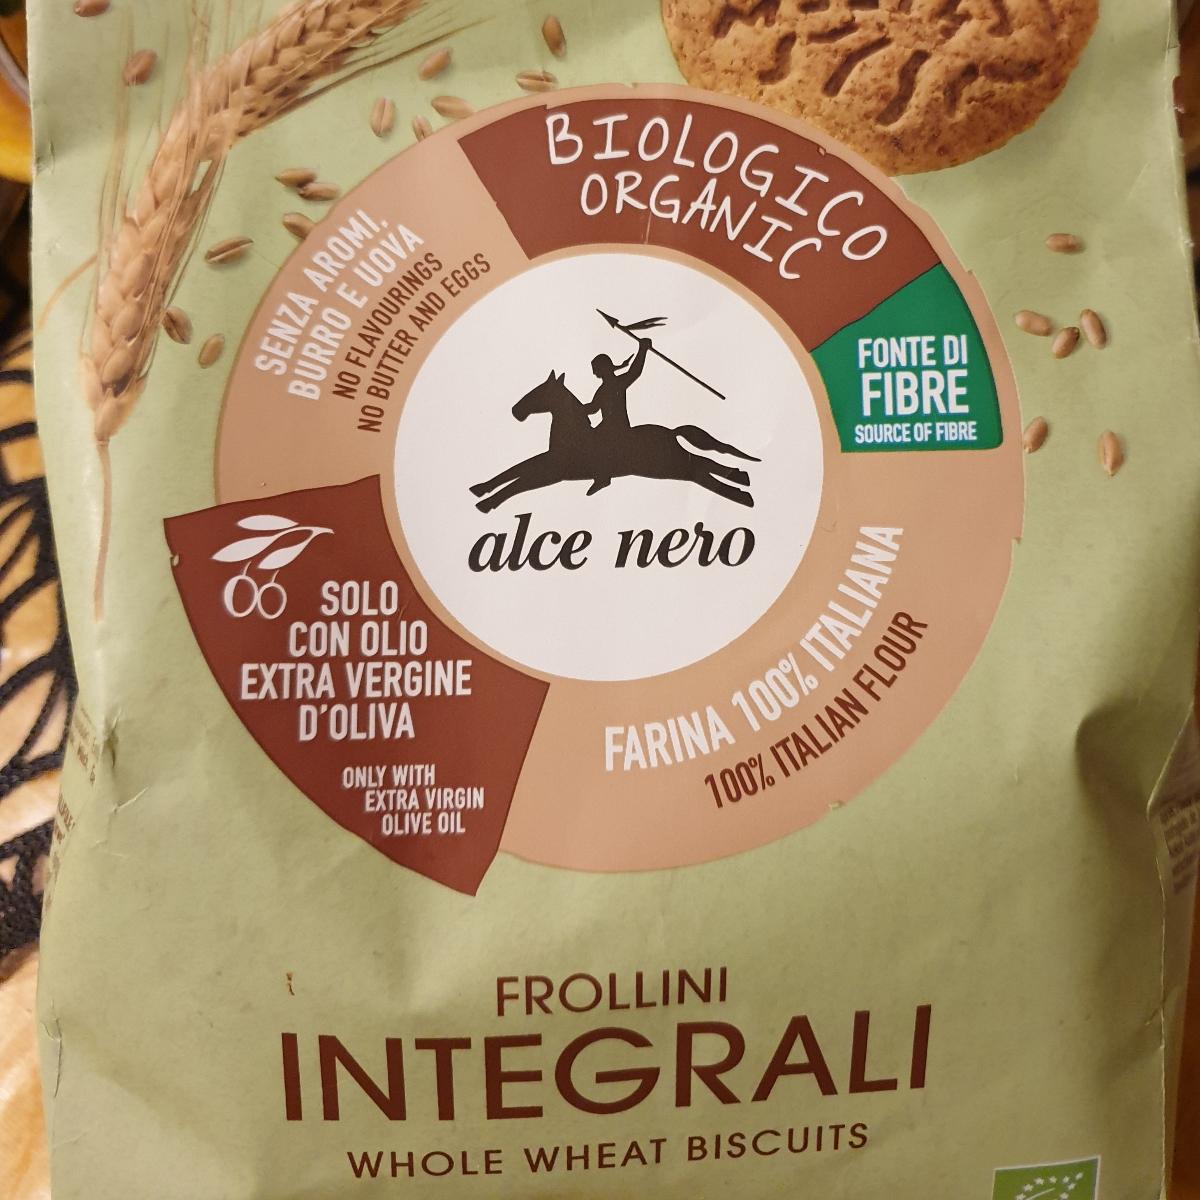 BIOLOGICO
ORGANIC
SENZA AROMI,
BURRO E UOVA
NO FLAVOURINGS
NO BUTTER AND EGGS
FONTE DI
FIBRE
SOURCE OF FIBRE
alce nero
SOLO
CON OLIO
EXTRA VERGINE
D'OLIVA
ONLY WITH
EXTRA VIRGIN
OLIVE OIL
FARINA 100% ITALIANA
100% ITALIAN FLOUR
FROLLINI
INTEGRALI
WHOLE WHEAT BISCUITS